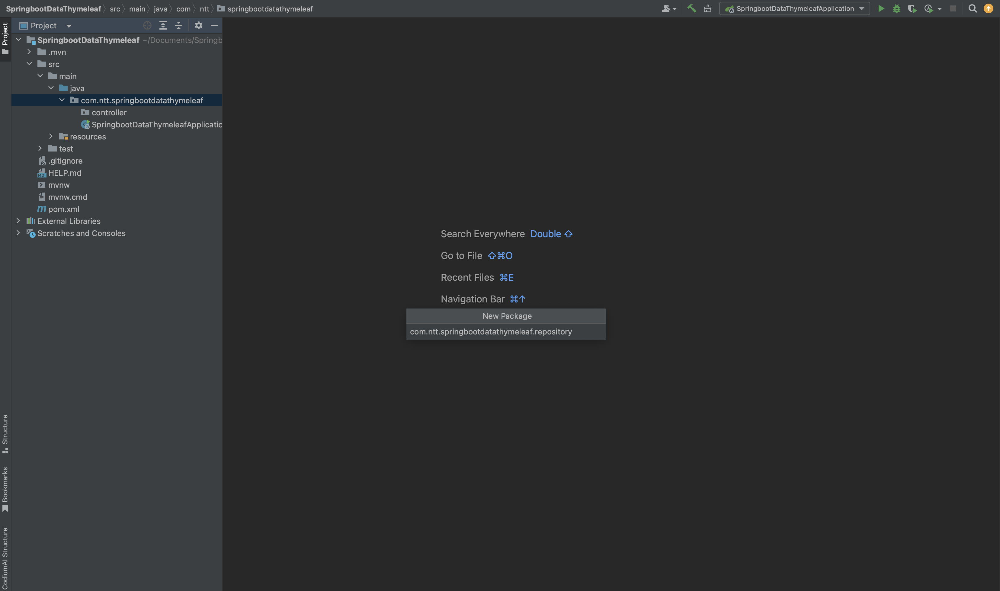 SpringbootDataThymeleaf src main java com ntt springbootdatathymeleaf
SpringbootDataThymeleafApplication
Project
Project
SpringbootDataThymeleaf ~/Documents/Springb
.mvn
src
main
java
com.ntt.springbootdatathymeleaf
controller
SpringbootDataThymeleafApplicatio
resources
test
.gitignore
MD HELP.md
mvnw
mvnw.cmd
m pom.xml
External Libraries
Scratches and Consoles
Structure
Bookmarks
CodiumAI Structure
Search Everywhere Double ⇧
Go to File ⇧⌘O
Recent Files ⌘E
Navigation Bar ⌘↑
New Package
com.ntt.springbootdatathymeleaf.repository